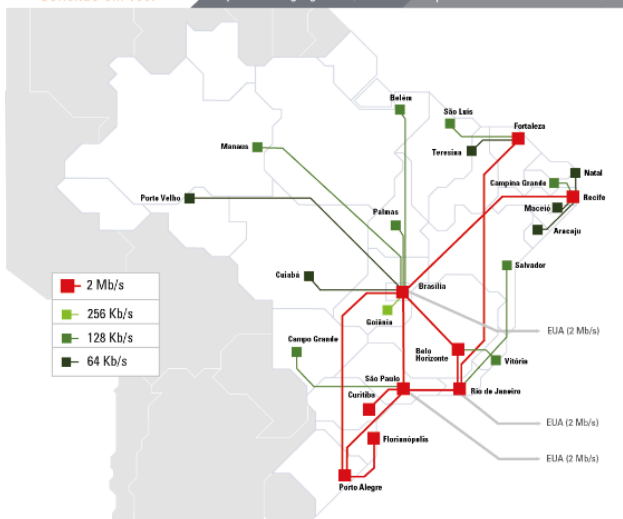 Belém
São Luís
Fortaleza
Manaus
Teresina
Natal
Campina Grande
Porto Velho
Recife
Maceió
Palmas
Aracaju
Salvador
Cuiabá
Brasília
2 Mb/s
256 Kb/s
Goiânia
EUA (2 Mb/s)
128 Kb/s
Campo Grande
Belo
Horizonte
64 Kb/s
Vitória
São Paulo
Rio de Janeiro
Curitiba
EUA (2 Mb/s)
Florianópolis
EUA (2 Mb/s)
Porto Alegre